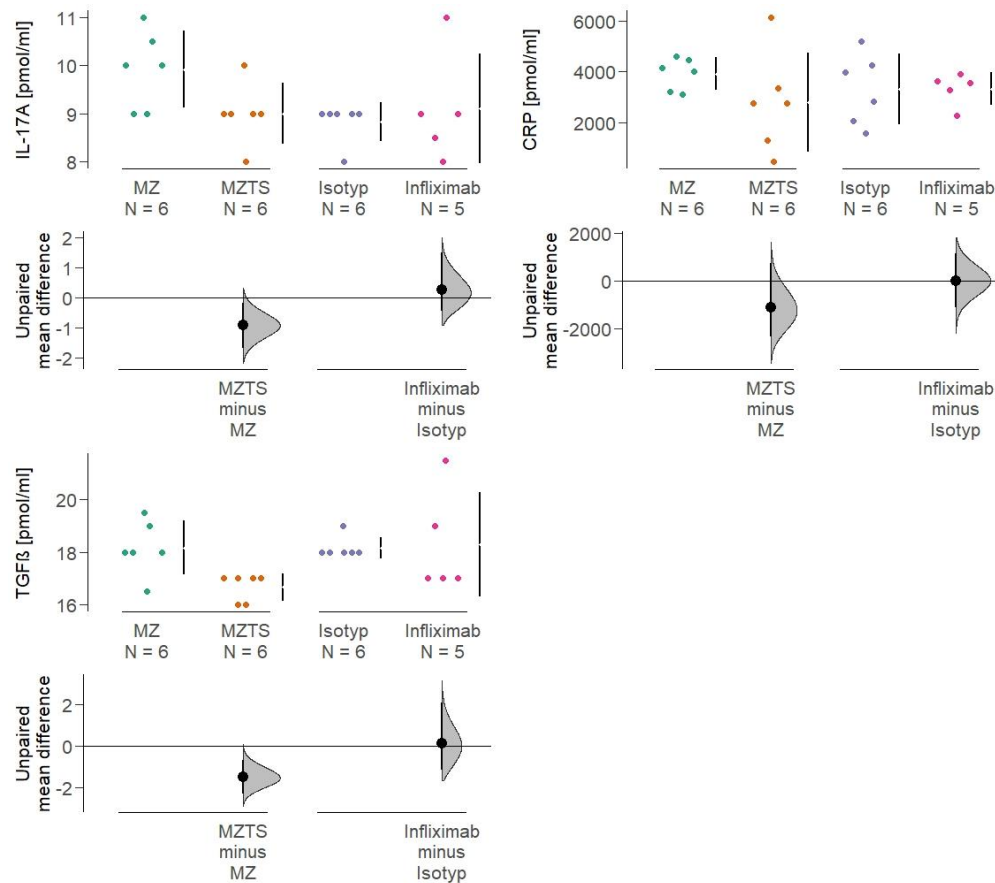 IL-17A [pmol/ml]
11
10
9
8
MZ
N = 6
MZTS
N = 6
Isotyp
N = 6
Infliximab
N = 5
Unpaired
mean difference
2
1
0
-1
-2
MZTS
minus
MZ
Infliximab
minus
Isotyp
CRP [pmol/ml]
6000
4000
2000
MZ
N = 6
MZTS
N = 6
Isotyp
N = 6
Infliximab
N = 5
Unpaired
mean difference
2000
0
-2000
MZTS
minus
MZ
Infliximab
minus
Isotyp
TGFß [pmol/ml]
20
18
16
MZ
N = 6
MZTS
N = 6
Isotyp
N = 6
Infliximab
N = 5
Unpaired
mean difference
2
0
-2
MZTS
minus
MZ
Infliximab
minus
Isotyp